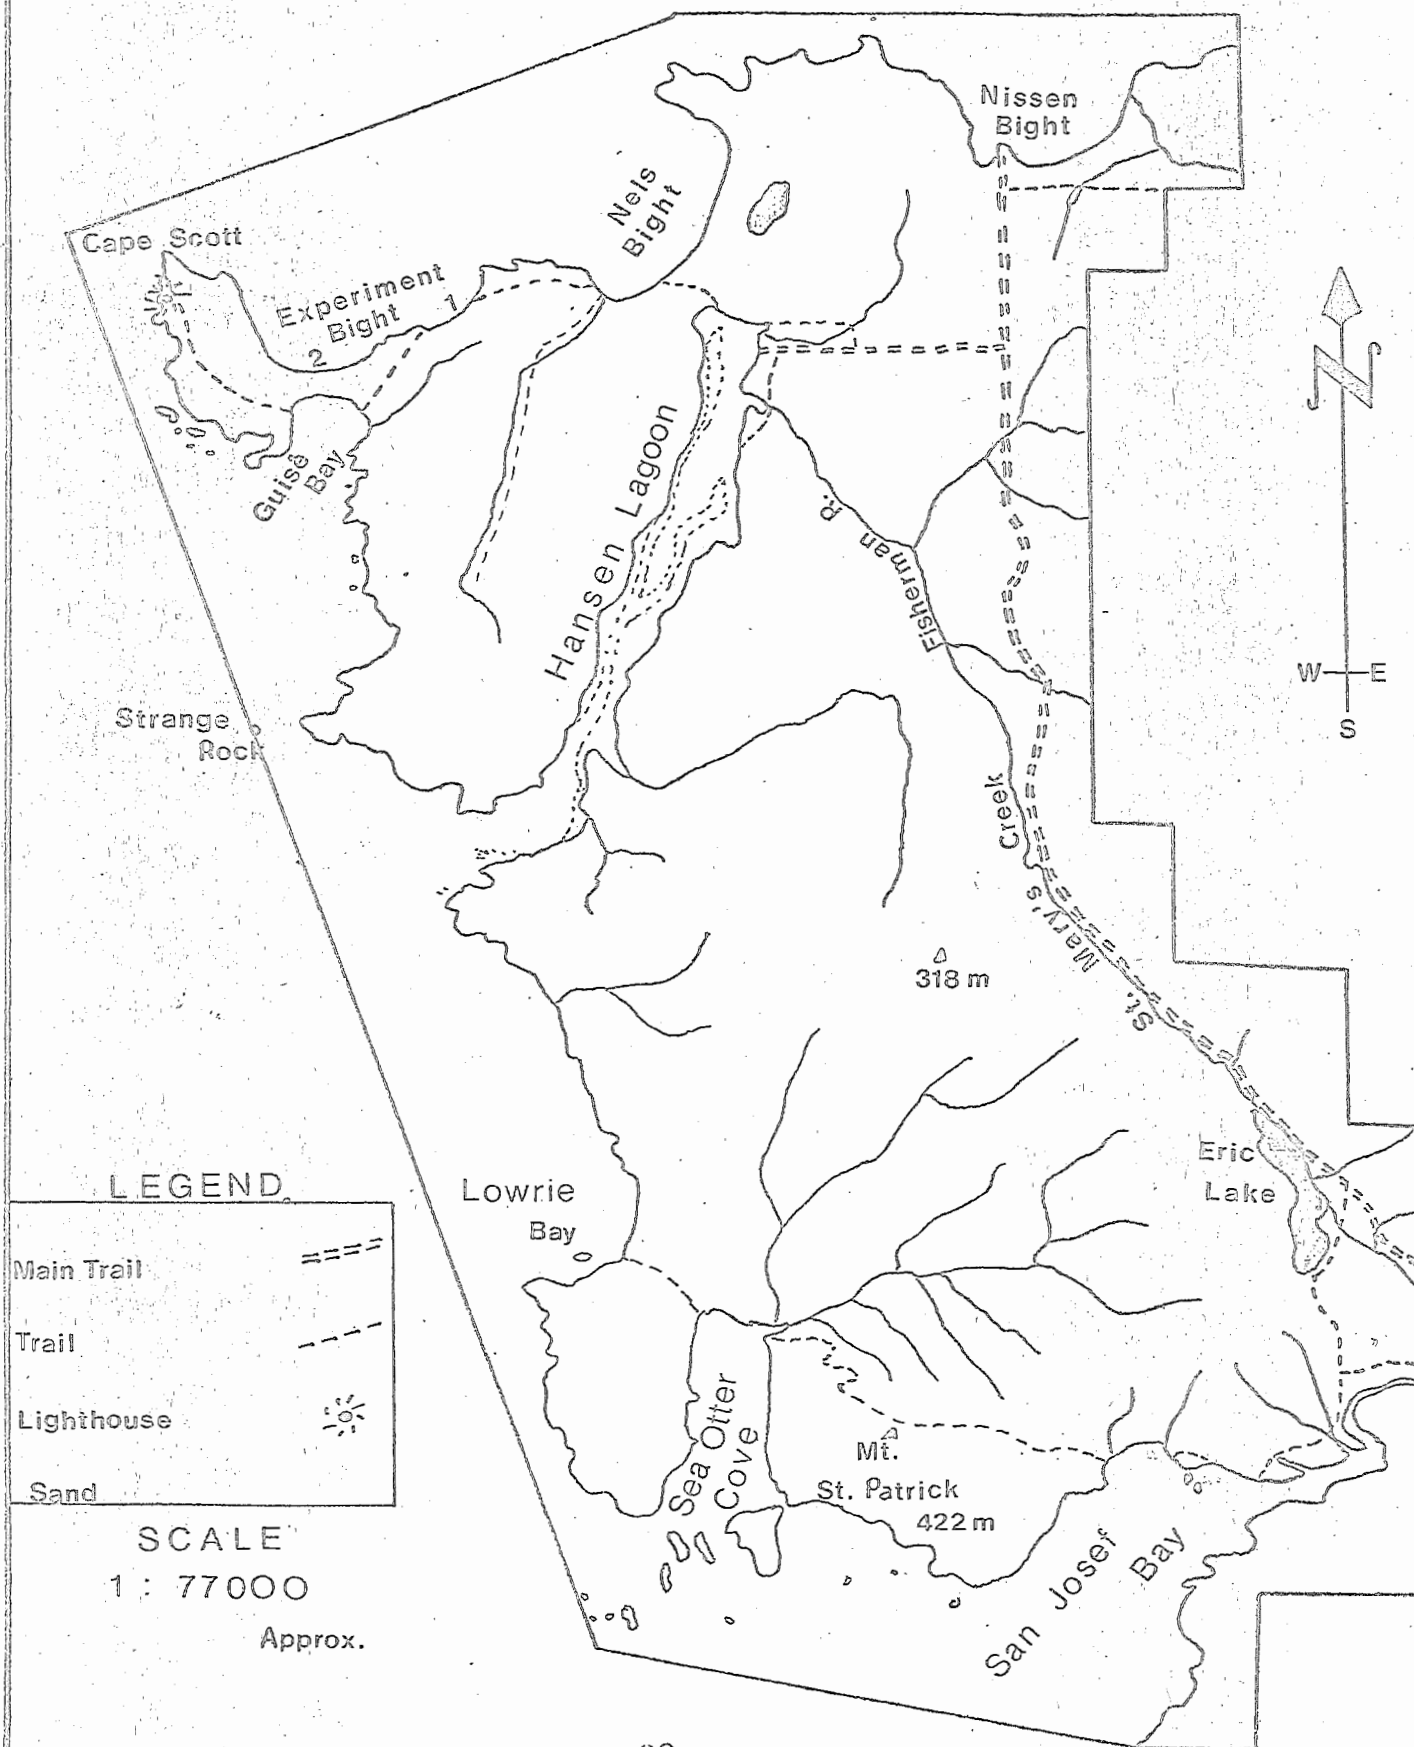 Nissen
Bight
Nels
Bight
Cape Scott
Experiment
Bight
1
2
Guise
Bay
Hansen Lagoon
Fisherman R.
N
W E
S
Strange
Rock
St. Mary's Creek
318 m
Eric
Lake
Lowrie
Bay
Sea Otter
Cove
Mt.
St. Patrick
422 m
San Josef
Bay
LEGEND
Main Trail
Trail
Lighthouse
Sand
SCALE
1 : 77000
Approx.